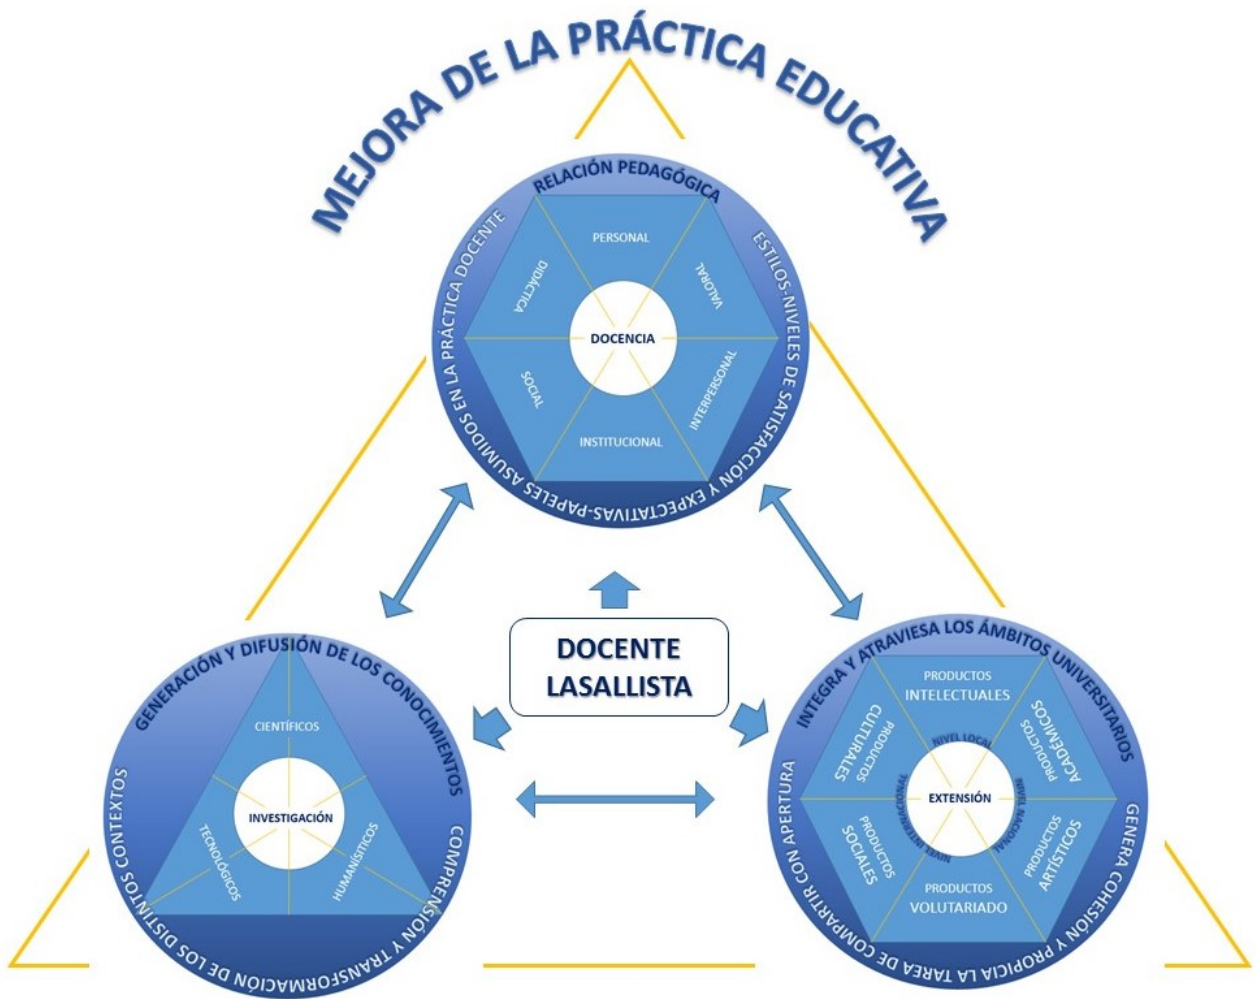 MEJORA DE LA PRÁCTICA EDUCATIVA
RELACIÓN PEDAGÓGICA
ESTILOS-NIVELES DE SATISFACCIÓN Y EXPECTATIVAS-PAPELES ASUMIDOS EN LA PRÁCTICA DOCENTE
PERSONAL
VALORAL
INTERPERSONAL
INSTITUCIONAL
SOCIAL
DIDÁCTICA
DOCENCIA
DOCENTE
LASALLISTA
GENERACIÓN Y DIFUSIÓN DE LOS CONOCIMIENTOS
COMPRENSIÓN Y TRANSFORMACIÓN DE LOS DISTINTOS CONTEXTOS
CIENTÍFICOS
HUMANÍSITICOS
TECNOLÓGICOS
INVESTIGACIÓN
INTEGRA Y ATRAVIESA LOS ÁMBITOS UNIVERSITARIOS
GENERA COHESIÓN Y PROPICIA LA TAREA DE COMPARTIR CON APERTURA
PRODUCTOS
INTELECTUALES
PRODUCTOS
ACADÉMICOS
PRODUCTOS
ARTÍSTICOS
PRODUCTOS
VOLUTARIADO
PRODUCTOS
SOCIALES
PRODUCTOS
CULTURALES
NIVEL LOCAL
NIVEL NACIONAL
NIVEL INTERNACIONAL
EXTENSIÓN